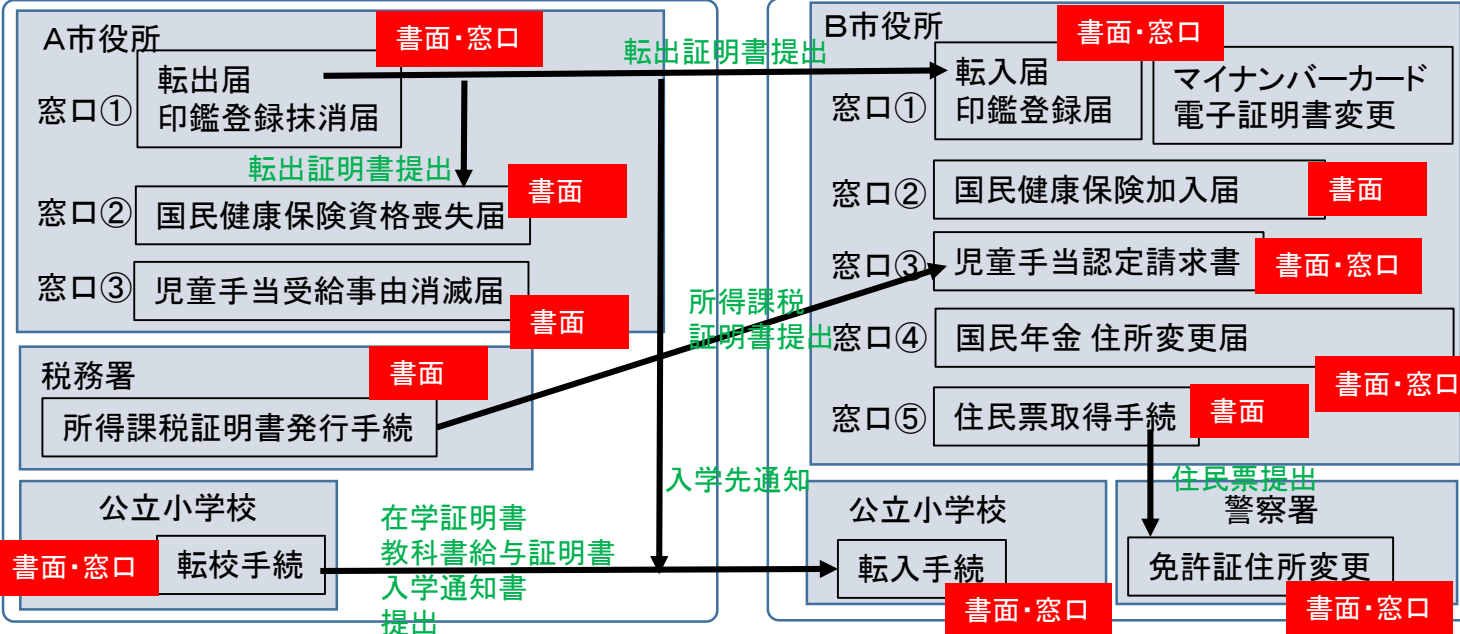 A市役所
書面・窓口
窓口①
転出届
印鑑登録抹消届
転出証明書提出
転出証明書提出
窓口②
国民健康保険資格喪失届
書面
窓口③
児童手当受給事由消滅届
書面
税務署
書面
所得課税証明書発行手続
所得課税
証明書提出
公立小学校
書面・窓口
転校手続
在学証明書
教科書給与証明書
入学通知書
提出
入学先通知
B市役所
書面・窓口
窓口①
転入届
印鑑登録届
マイナンバーカード
電子証明書変更
窓口②
国民健康保険加入届
書面
窓口③
児童手当認定請求書
書面・窓口
窓口④
国民年金 住所変更届
書面・窓口
窓口⑤
住民票取得手続
書面
住民票提出
公立小学校
転入手続
書面・窓口
警察署
免許証住所変更
書面・窓口